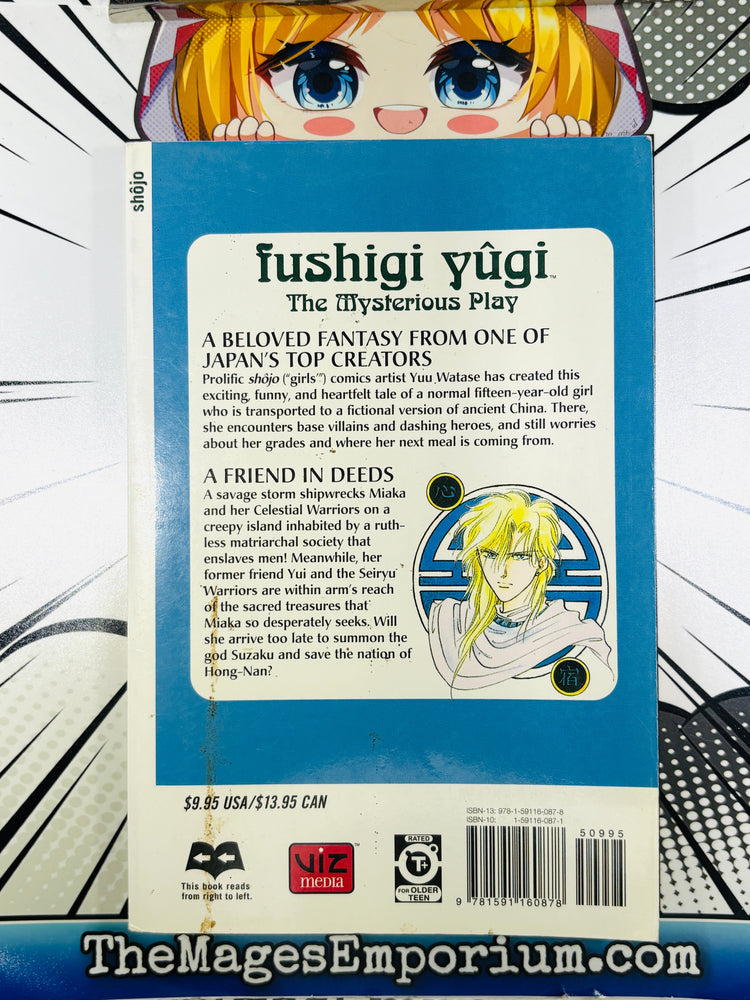 shôjo
fushigi yûgi™
The Mysterious Play
A BELOVED FANTASY FROM ONE OF
JAPAN'S TOP CREATORS
Prolific shôjo ("girls'") comics artist Yuu Watase has created this
exciting, funny, and heartfelt tale of a normal fifteen-year-old girl
who is transported to a fictional version of ancient China. There,
she encounters base villains and dashing heroes, and still worries
about her grades and where her next meal is coming from.
A FRIEND IN DEEDS
A savage storm shipwrecks Miaka
and her Celestial Warriors on a
creepy island inhabited by a ruth-
less matriarchal society that
enslaves men! Meanwhile, her
former friend Yui and the Seiryu
Warriors are within arm's reach
of the sacred treasures that
Miaka so desperately seeks. Will
she arrive too late to summon the
god Suzaku and save the nation of
Hong-Nan?
心
宿
$9.95 USA/$13.95 CAN
ISBN-13: 978-1-59116-087-8
ISBN-10: 1-59116-087-1
50995
9 781591 160878
This book reads
from right to left.
VIZ
MEDIA
RATED
T+
FOR OLDER
TEEN
TheMagesEmporium.com